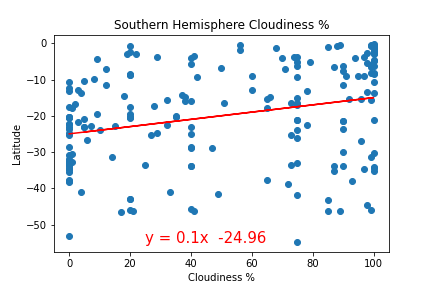 Southern Hemisphere Cloudiness %
0
−10
−20
−30
−40
−50
Latitude
y = 0.1x -24.96
0 20 40 60 80 100
Cloudiness %